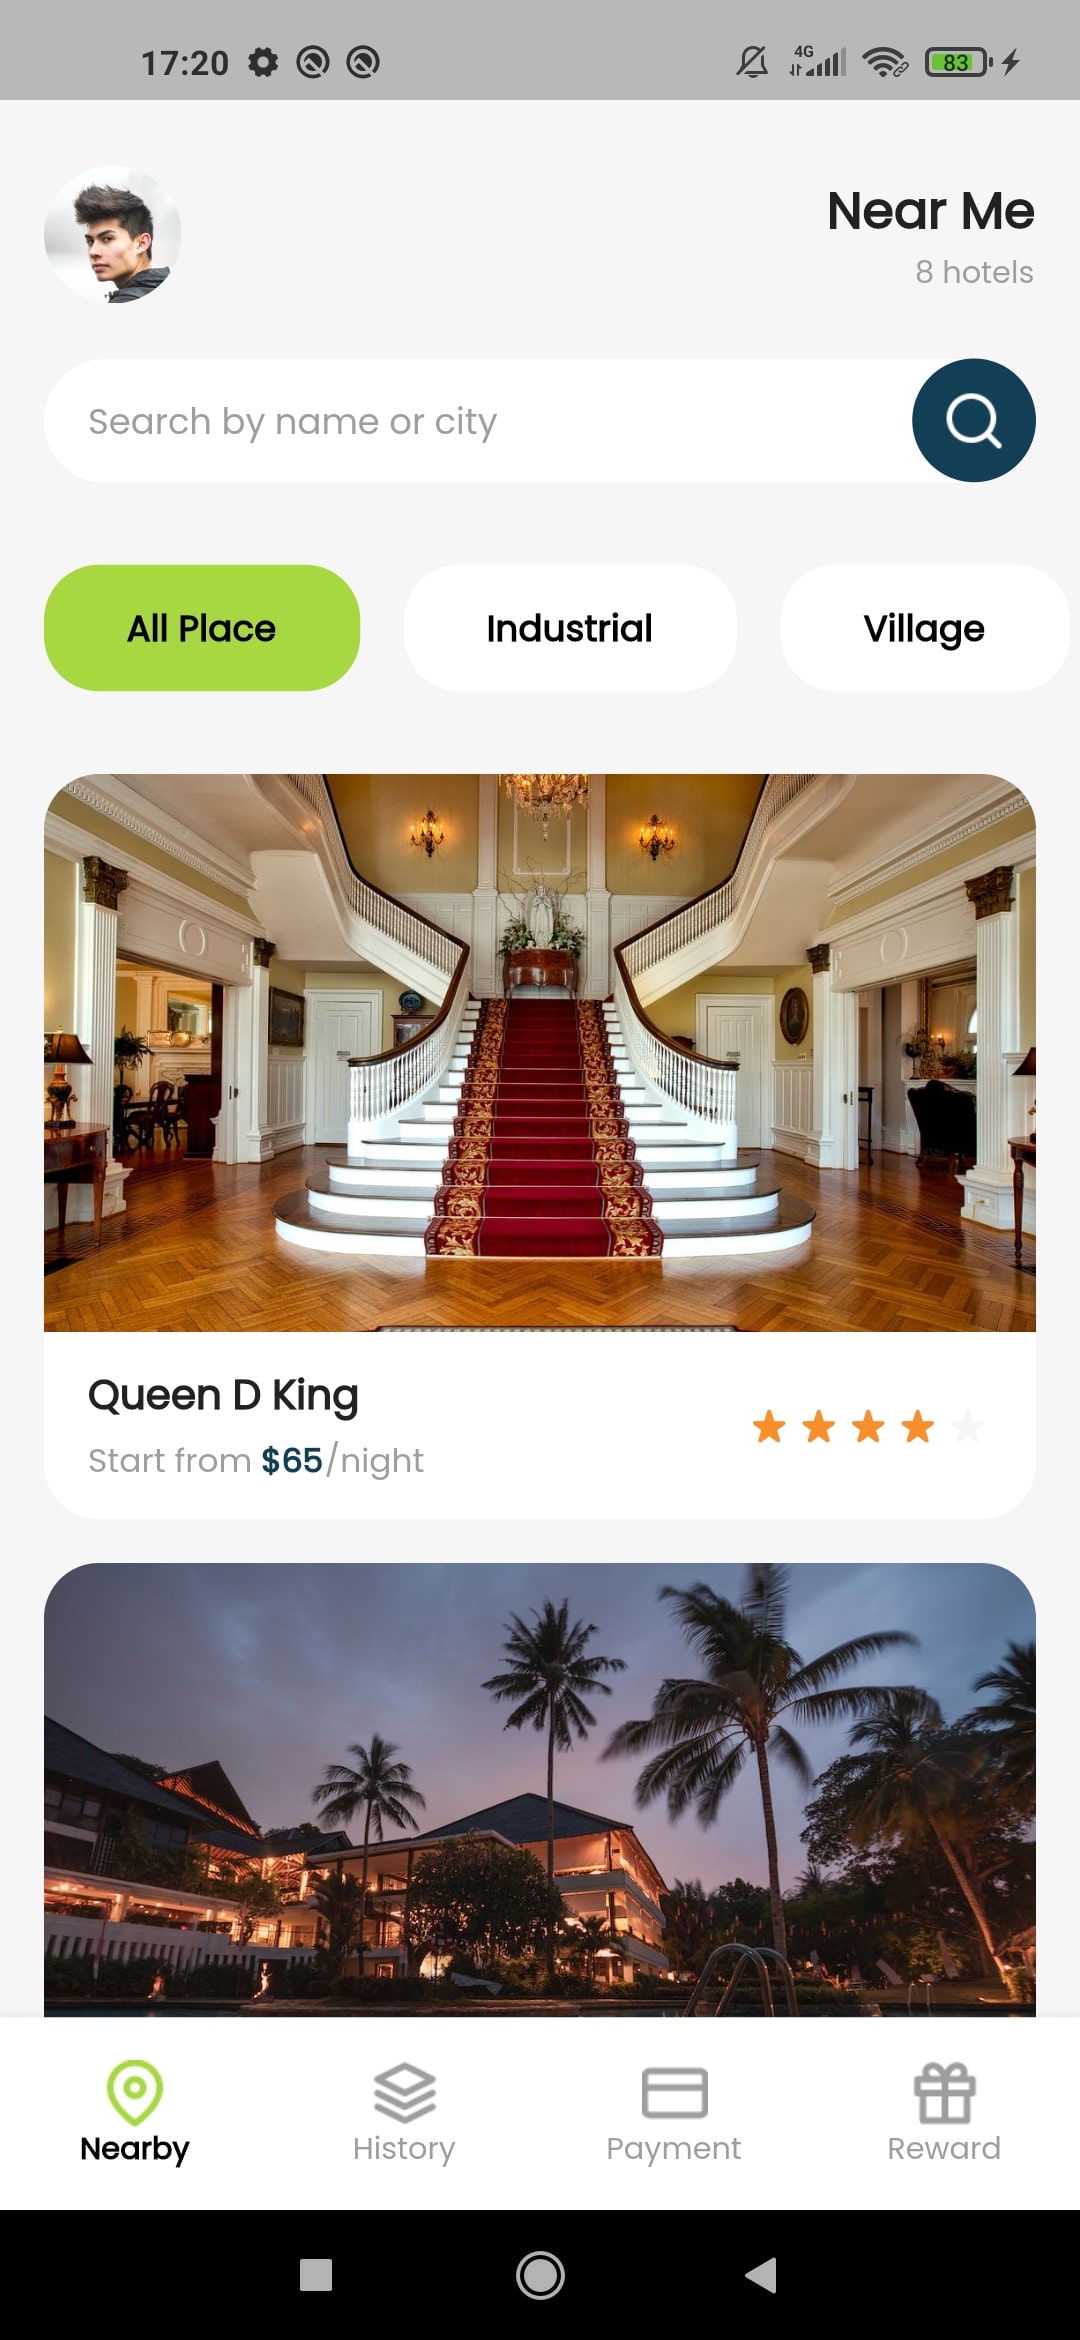 17:20
4G
83
Near Me
8 hotels
Search by name or city
All Place
Industrial
Village
Queen D King
Start from $65/night
Nearby
History
Payment
Reward